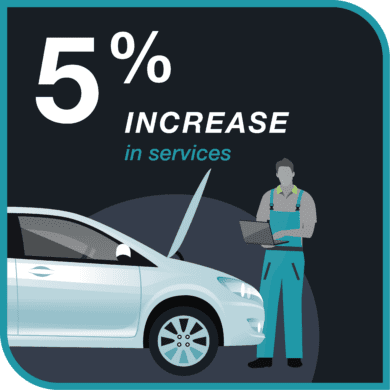 5%
INCREASE
in services